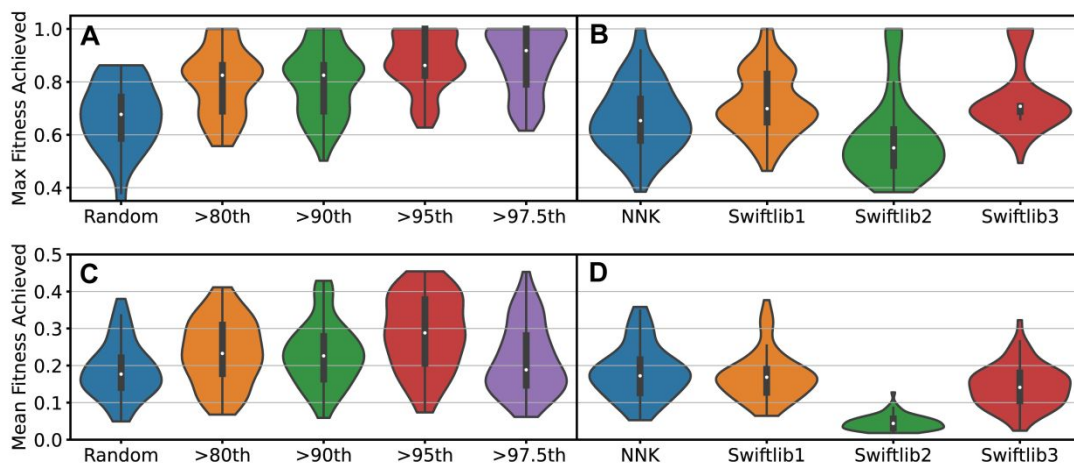 Max Fitness Achieved
A
1.0
0.8
0.6
0.4
Random >80th >90th >95th >97.5th
B
NNK Swiftlib1 Swiftlib2 Swiftlib3
Mean Fitness Achieved
C
0.5
0.4
0.3
0.2
0.1
0.0
Random >80th >90th >95th >97.5th
D
NNK Swiftlib1 Swiftlib2 Swiftlib3